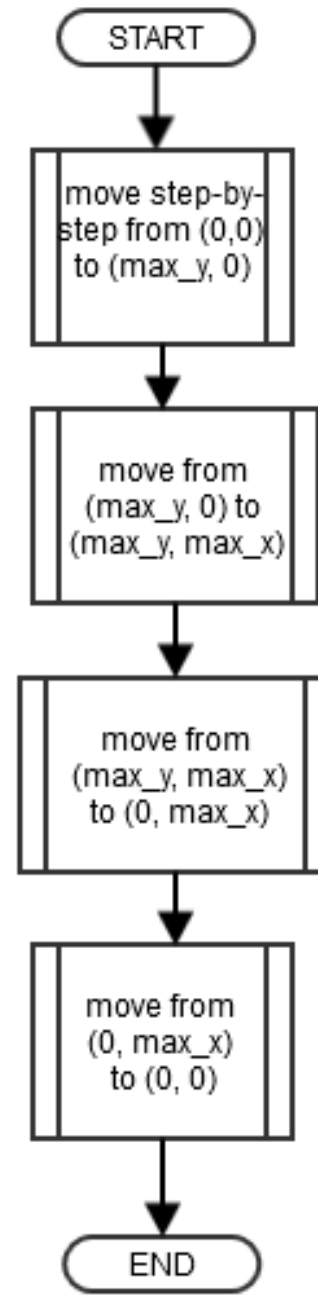 START
move step-by-
step from (0,0)
to (max_y, 0)
move from
(max_y, 0) to
(max_y, max_x)
move from
(max_y, max_x)
to (0, max_x)
move from
(0, max_x)
to (0, 0)
END